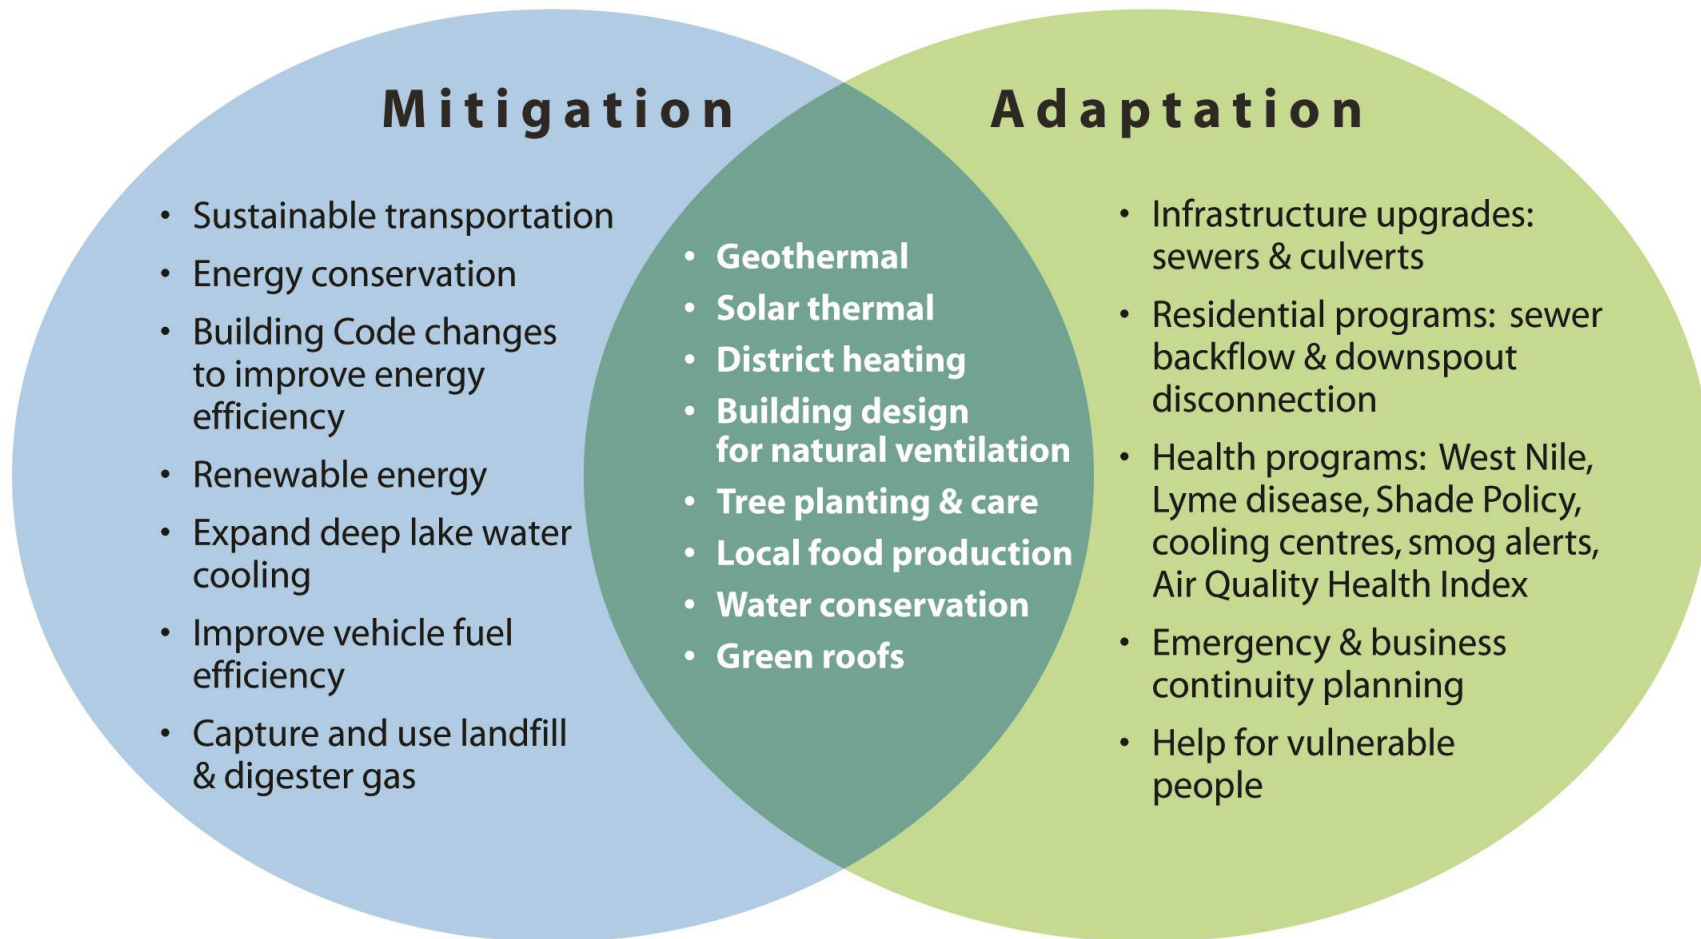 Mitigation
• Sustainable transportation
• Energy conservation
• Building Code changes
to improve energy
efficiency
• Renewable energy
• Expand deep lake water
cooling
• Improve vehicle fuel
efficiency
• Capture and use landfill
& digester gas
• Geothermal
• Solar thermal
• District heating
• Building design
for natural ventilation
• Tree planting & care
• Local food production
• Water conservation
• Green roofs
Adaptation
• Infrastructure upgrades:
sewers & culverts
• Residential programs: sewer
backflow & downspout
disconnection
• Health programs: West Nile,
Lyme disease, Shade Policy,
cooling centres, smog alerts,
Air Quality Health Index
• Emergency & business
continuity planning
• Help for vulnerable
people